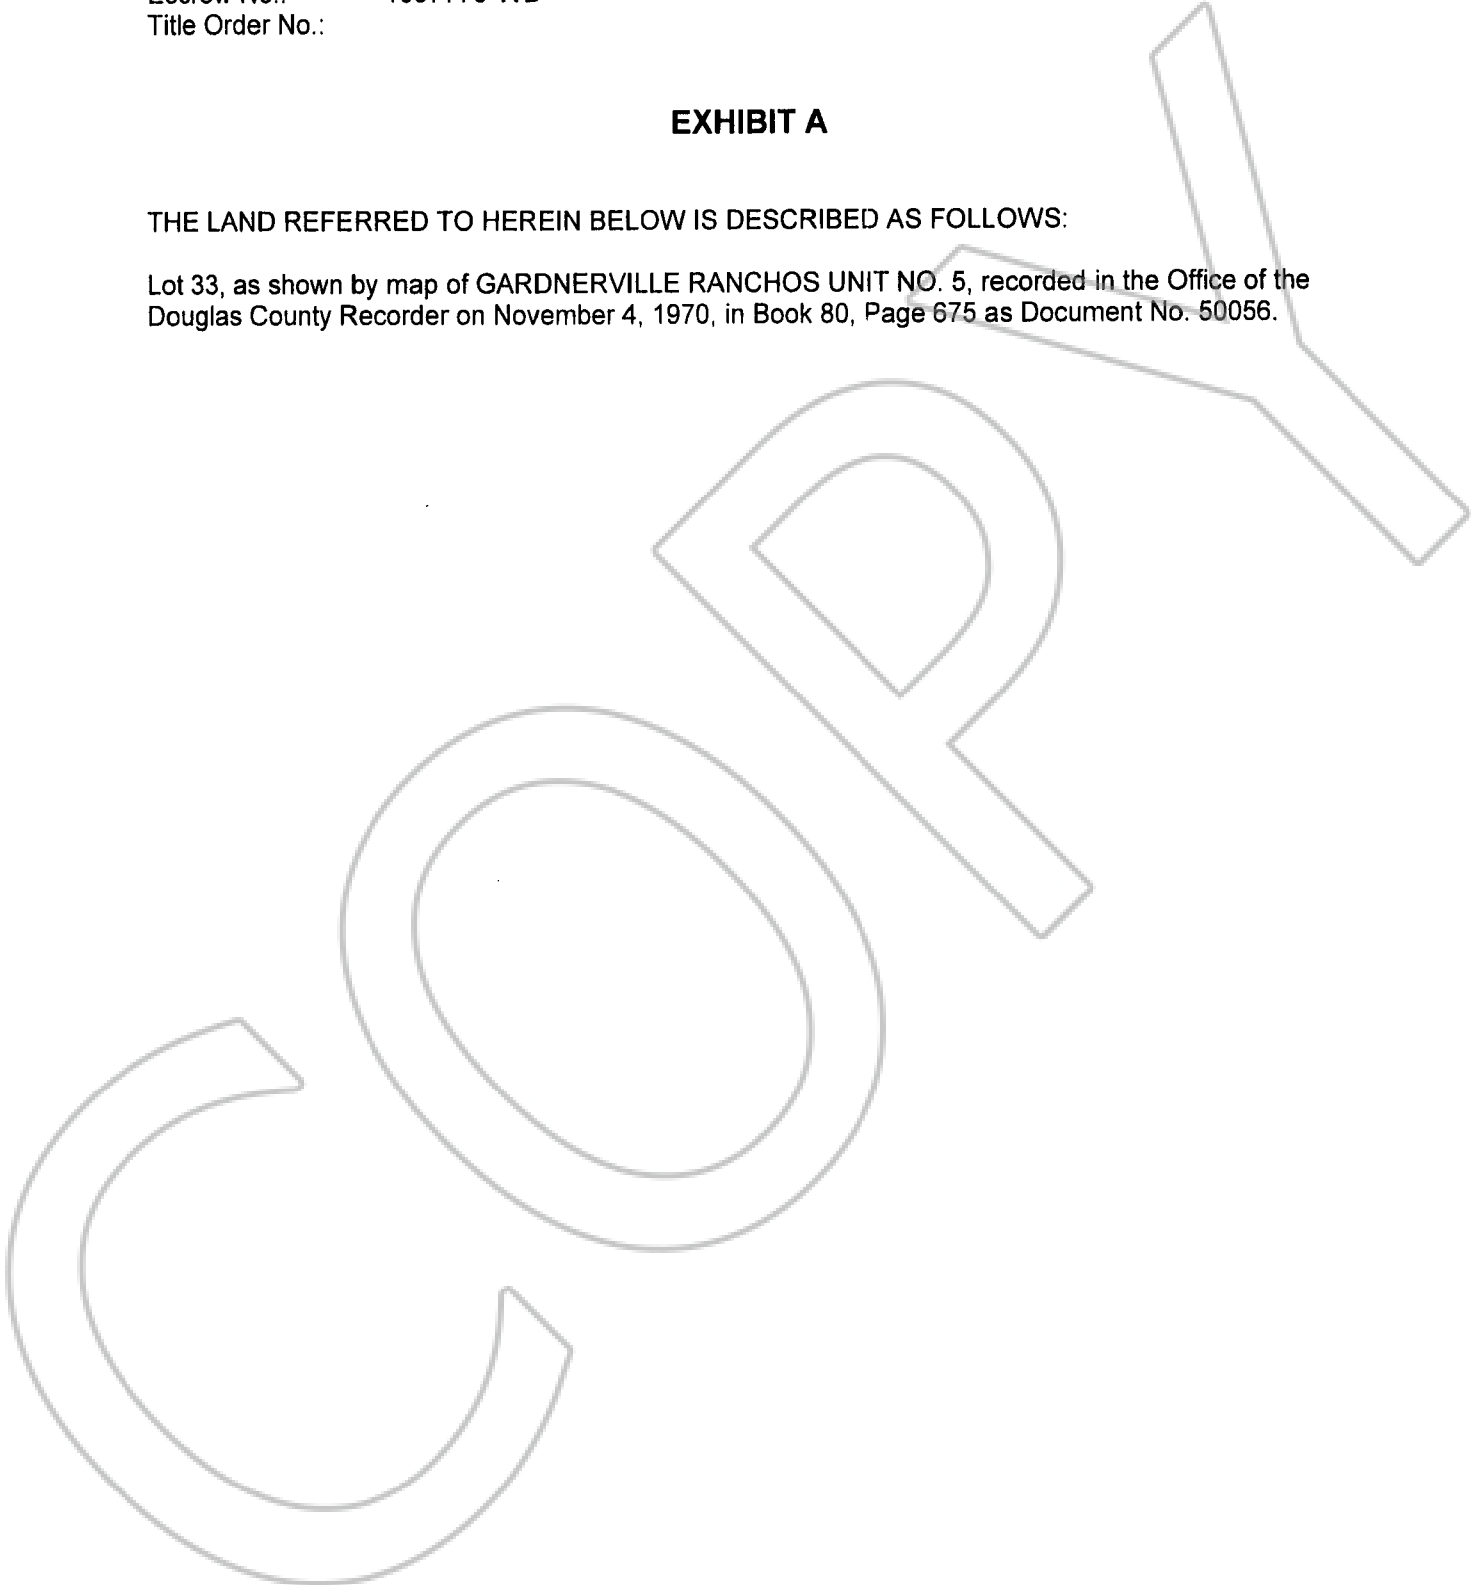 Title Order No.:
EXHIBIT A
THE LAND REFERRED TO HEREIN BELOW IS DESCRIBED AS FOLLOWS:
Lot 33, as shown by map of GARDNERVILLE RANCHOS UNIT NO. 5, recorded in the Office of the
Douglas County Recorder on November 4, 1970, in Book 80, Page 675 as Document No. 50056.
COPY